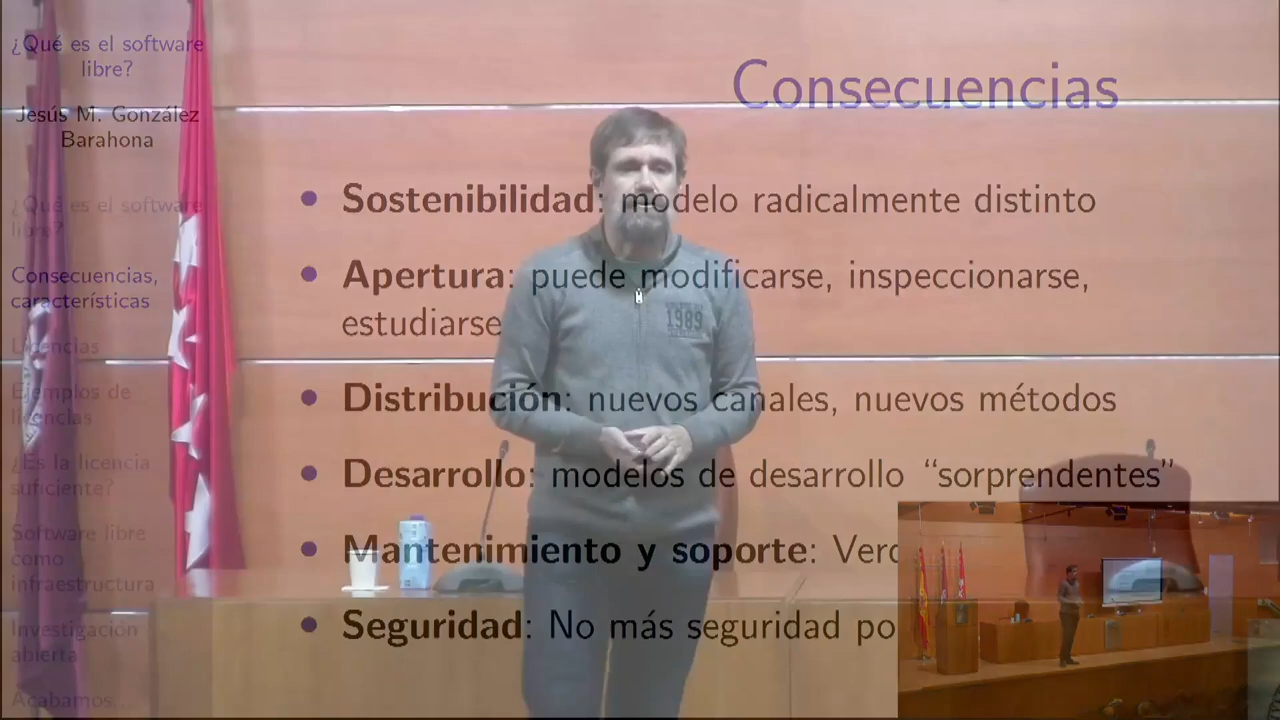 ¿Qué es el software
libre?
Jesús M. González
Barahona
¿Qué es el software
libre?
Consecuencias,
características
Licencias
Ejemplos de
licencias
¿Es la licencia
suficiente?
Software libre
como
infraestructura
Investigación
abierta
Acabamos...
Consecuencias
Sostenibilidad: modelo radicalmente distinto
Apertura: puede modificarse, inspeccionarse,
estudiarse
Distribución: nuevos canales, nuevos métodos
Desarrollo: modelos de desarrollo “sorprendentes”
Mantenimiento y soporte:
Seguridad: No más seguridad
1989